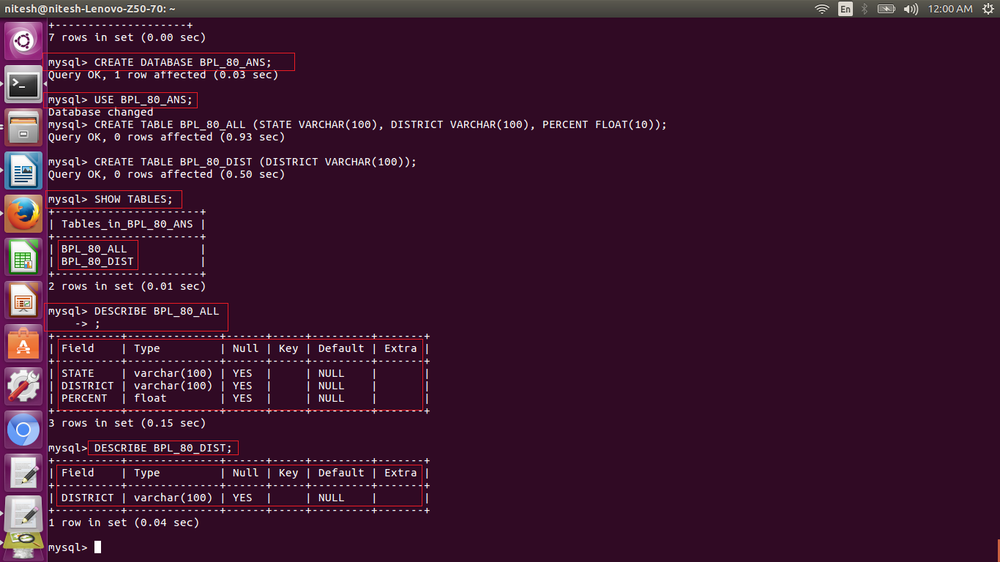 nitesh@nitesh-Lenovo-Z50-70: ~
En
12:00 AM
+--------------------+
7 rows in set (0.00 sec)
mysql> CREATE DATABASE BPL_80_ANS;
Query OK, 1 row affected (0.03 sec)
mysql> USE BPL_80_ANS;
Database changed
mysql> CREATE TABLE BPL_80_ALL (STATE VARCHAR(100), DISTRICT VARCHAR(100), PERCENT FLOAT(10));
Query OK, 0 rows affected (0.93 sec)
mysql> CREATE TABLE BPL_80_DIST (DISTRICT VARCHAR(100));
Query OK, 0 rows affected (0.50 sec)
mysql> SHOW TABLES;
+----------------------+
| Tables_in_BPL_80_ANS |
+----------------------+
| BPL_80_ALL           |
| BPL_80_DIST          |
+----------------------+
2 rows in set (0.01 sec)
mysql> DESCRIBE BPL_80_ALL
    -> ;
+----------+--------------+------+-----+---------+-------+
| Field    | Type         | Null | Key | Default | Extra |
+----------+--------------+------+-----+---------+-------+
| STATE    | varchar(100) | YES  |     | NULL    |       |
| DISTRICT | varchar(100) | YES  |     | NULL    |       |
| PERCENT  | float        | YES  |     | NULL    |       |
+----------+--------------+------+-----+---------+-------+
3 rows in set (0.15 sec)
mysql> DESCRIBE BPL_80_DIST;
+----------+--------------+------+-----+---------+-------+
| Field    | Type         | Null | Key | Default | Extra |
+----------+--------------+------+-----+---------+-------+
| DISTRICT | varchar(100) | YES  |     | NULL    |       |
+----------+--------------+------+-----+---------+-------+
1 row in set (0.04 sec)
mysql>